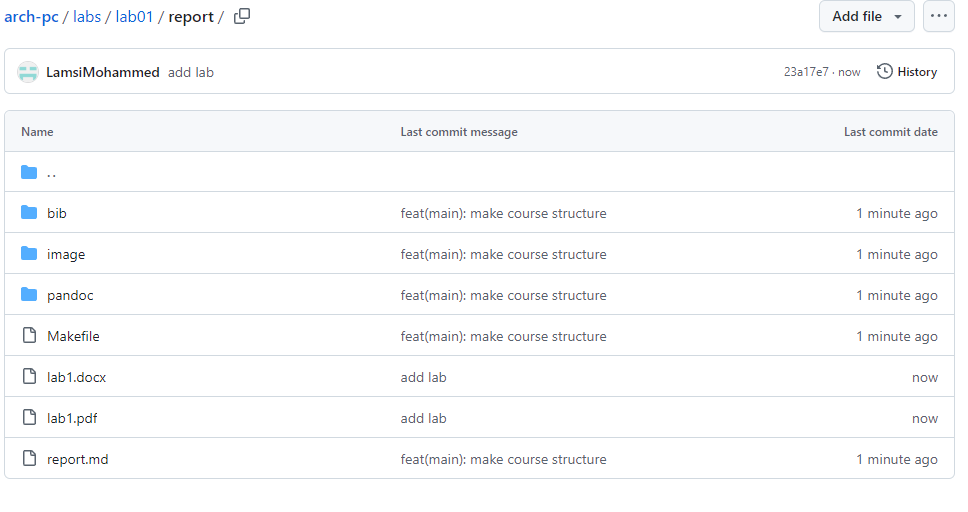 arch-pc / labs / lab01 / report /
Add file
LamsiMohammed add lab
23a17e7 · now
History
Name Last commit message Last commit date
..
bib feat(main): make course structure 1 minute ago
image feat(main): make course structure 1 minute ago
pandoc feat(main): make course structure 1 minute ago
Makefile feat(main): make course structure 1 minute ago
lab1.docx add lab now
lab1.pdf add lab now
report.md feat(main): make course structure 1 minute ago